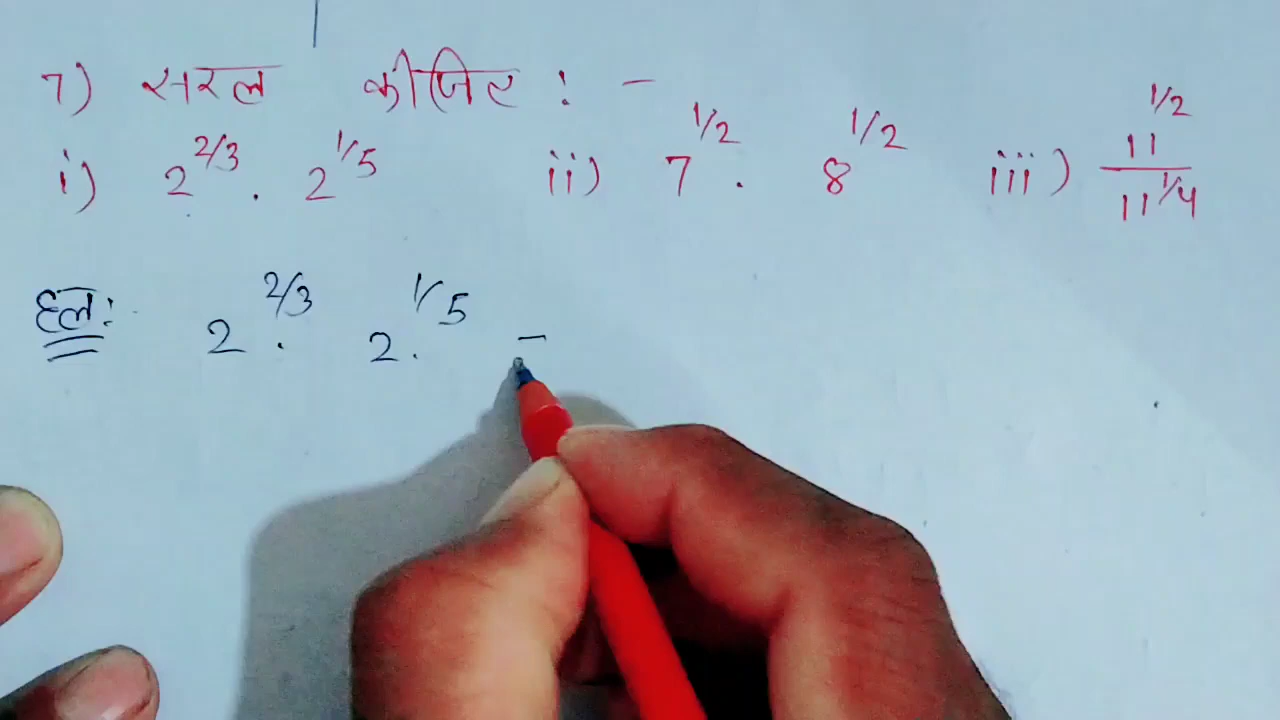 7) सरल कीजिए : -
i) 2^2/3 . 2^1/5 ii) 7^1/2 . 8^1/2 iii) 11^1/2 / 11^1/4
हल: 2^2/3 . 2.^1/5 -